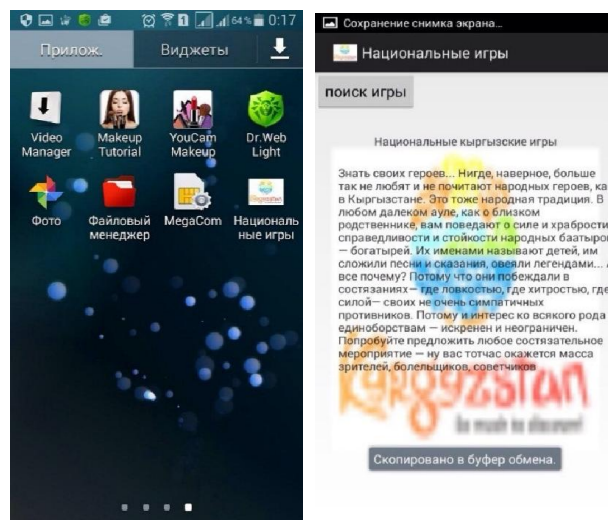 64% 0:17
Прилож.
Виджеты
Video
Manager
Makeup
Tutorial
YouCam
Makeup
Dr.Web
Light
Фото
Файловый
менеджер
MegaCom
Националь
ные игры
Сохранение снимка экрана...
Национальные игры
поиск игры
Национальные кыргызские игры
Знать своих героев... Нигде, наверное, больше
так не любят и не почитают народных героев, ка
в Кыргызстане. Это тоже народная традиция. В
любом далеком ауле, как о близком
родственнике, вам поведают о силе и храбрости
справедливости и стойкости народных баатыров
– богатырей. Их именами называют детей, им
сложили песни и сказания, овеяли легендами...
все почему? Потому что они побеждали в
состязаниях— где ловкостью, где хитростью, где
силой— своих не очень симпатичных
противников. Потому и интерес ко всякого рода
единоборствам — искренен и неограничен.
Попробуйте предложить любое состязательное
мероприятие — ну вас тотчас окажется масса
зрителей, болельщиков, советчиков
Kyrgyzstan
so much to discover!
Скопировано в буфер обмена.